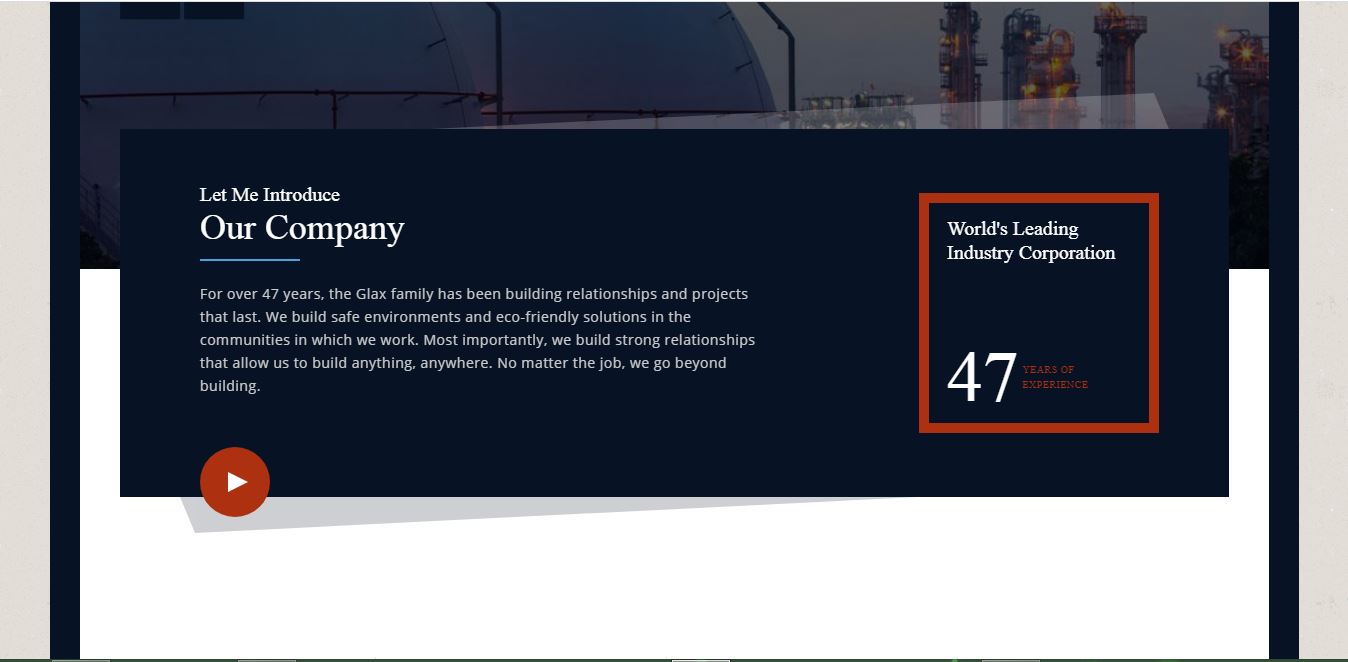 Let Me Introduce
Our Company
For over 47 years, the Glax family has been building relationships and projects
that last. We build safe environments and eco-friendly solutions in the
communities in which we work. Most importantly, we build strong relationships
that allow us to build anything, anywhere. No matter the job, we go beyond
building.
World's Leading
Industry Corporation
47
YEARS OF
EXPERIENCE